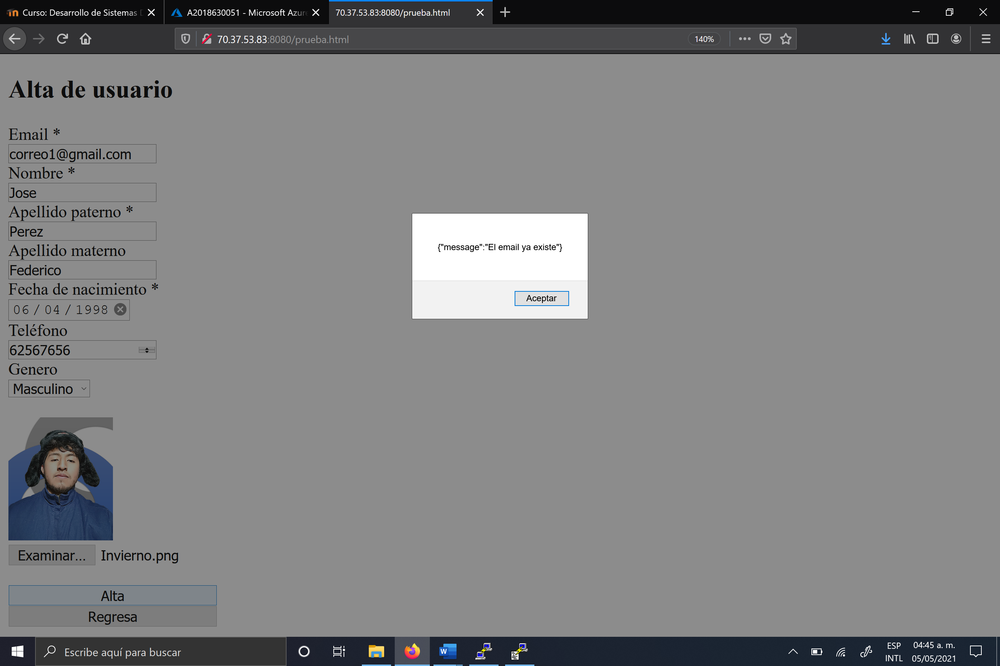 Curso: Desarrollo de Sistemas D
A2018630051 - Microsoft Azure
70.37.53.83:8080/prueba.html
70.37.53.83:8080/prueba.html
140%
Alta de usuario
Email *
correo1@gmail.com
Nombre *
Jose
Apellido paterno *
Perez
Apellido materno
Federico
Fecha de nacimiento *
06 / 04 / 1998
Teléfono
62567656
Genero
Masculino
{"message":"El email ya existe"}
Aceptar
Examinar... Invierno.png
Alta
Regresa
Escribe aquí para buscar
W
ESP
INTL
04:45 a. m.
05/05/2021